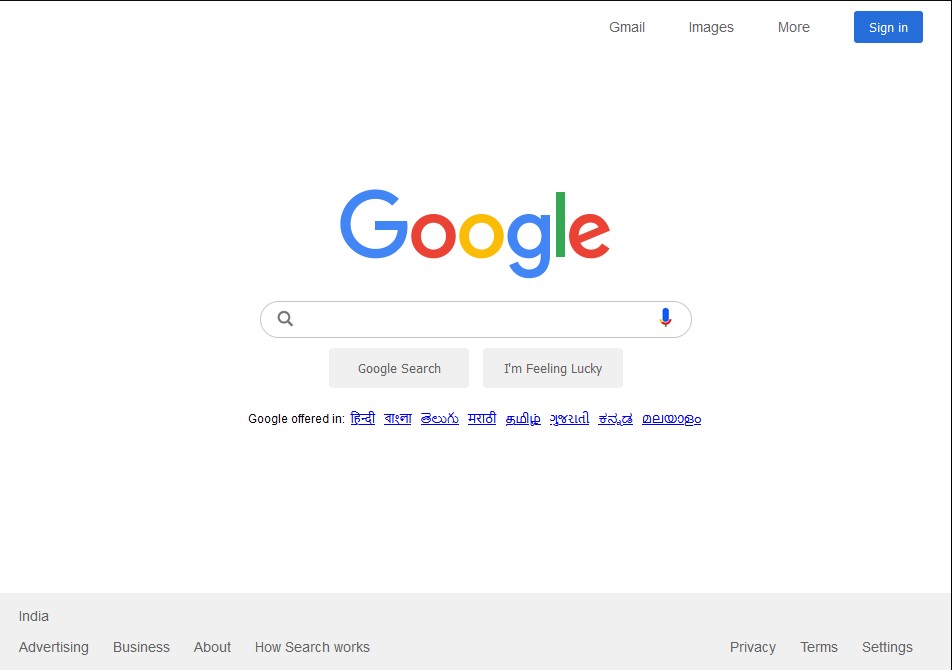 Gmail Images More Sign in
Google
Google Search I'm Feeling Lucky
Google offered in: हिन्दी বাংলা తెలుగు मराठी தமிழ் ગુજરાતી ಕನ್ನಡ മലയാളം
India
Advertising Business About How Search works Privacy Terms Settings